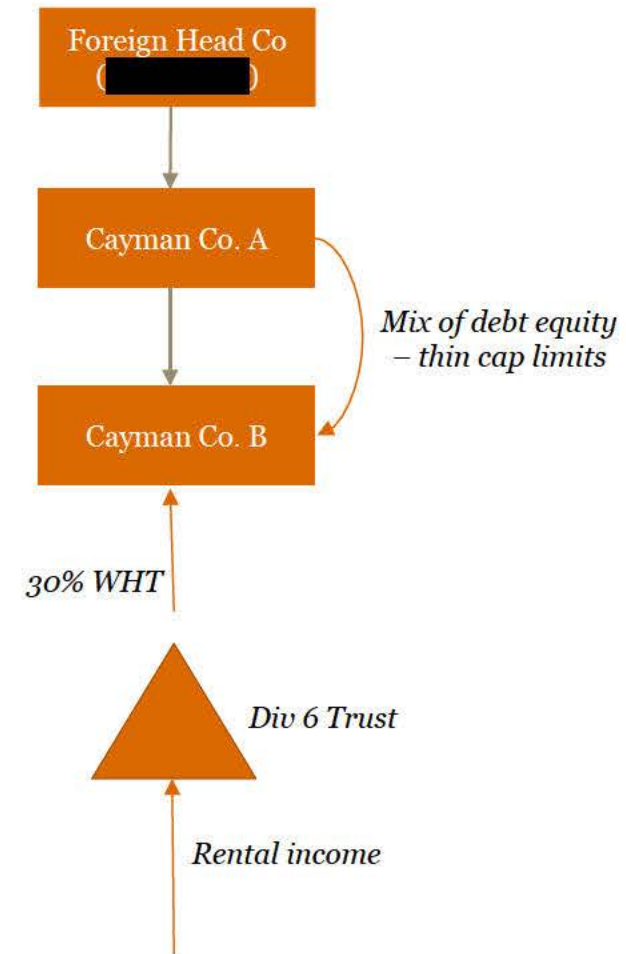 Foreign Head Co
( )
Cayman Co. A
Mix of debt equity
– thin cap limits
Cayman Co. B
30% WHT
Div 6 Trust
Rental income